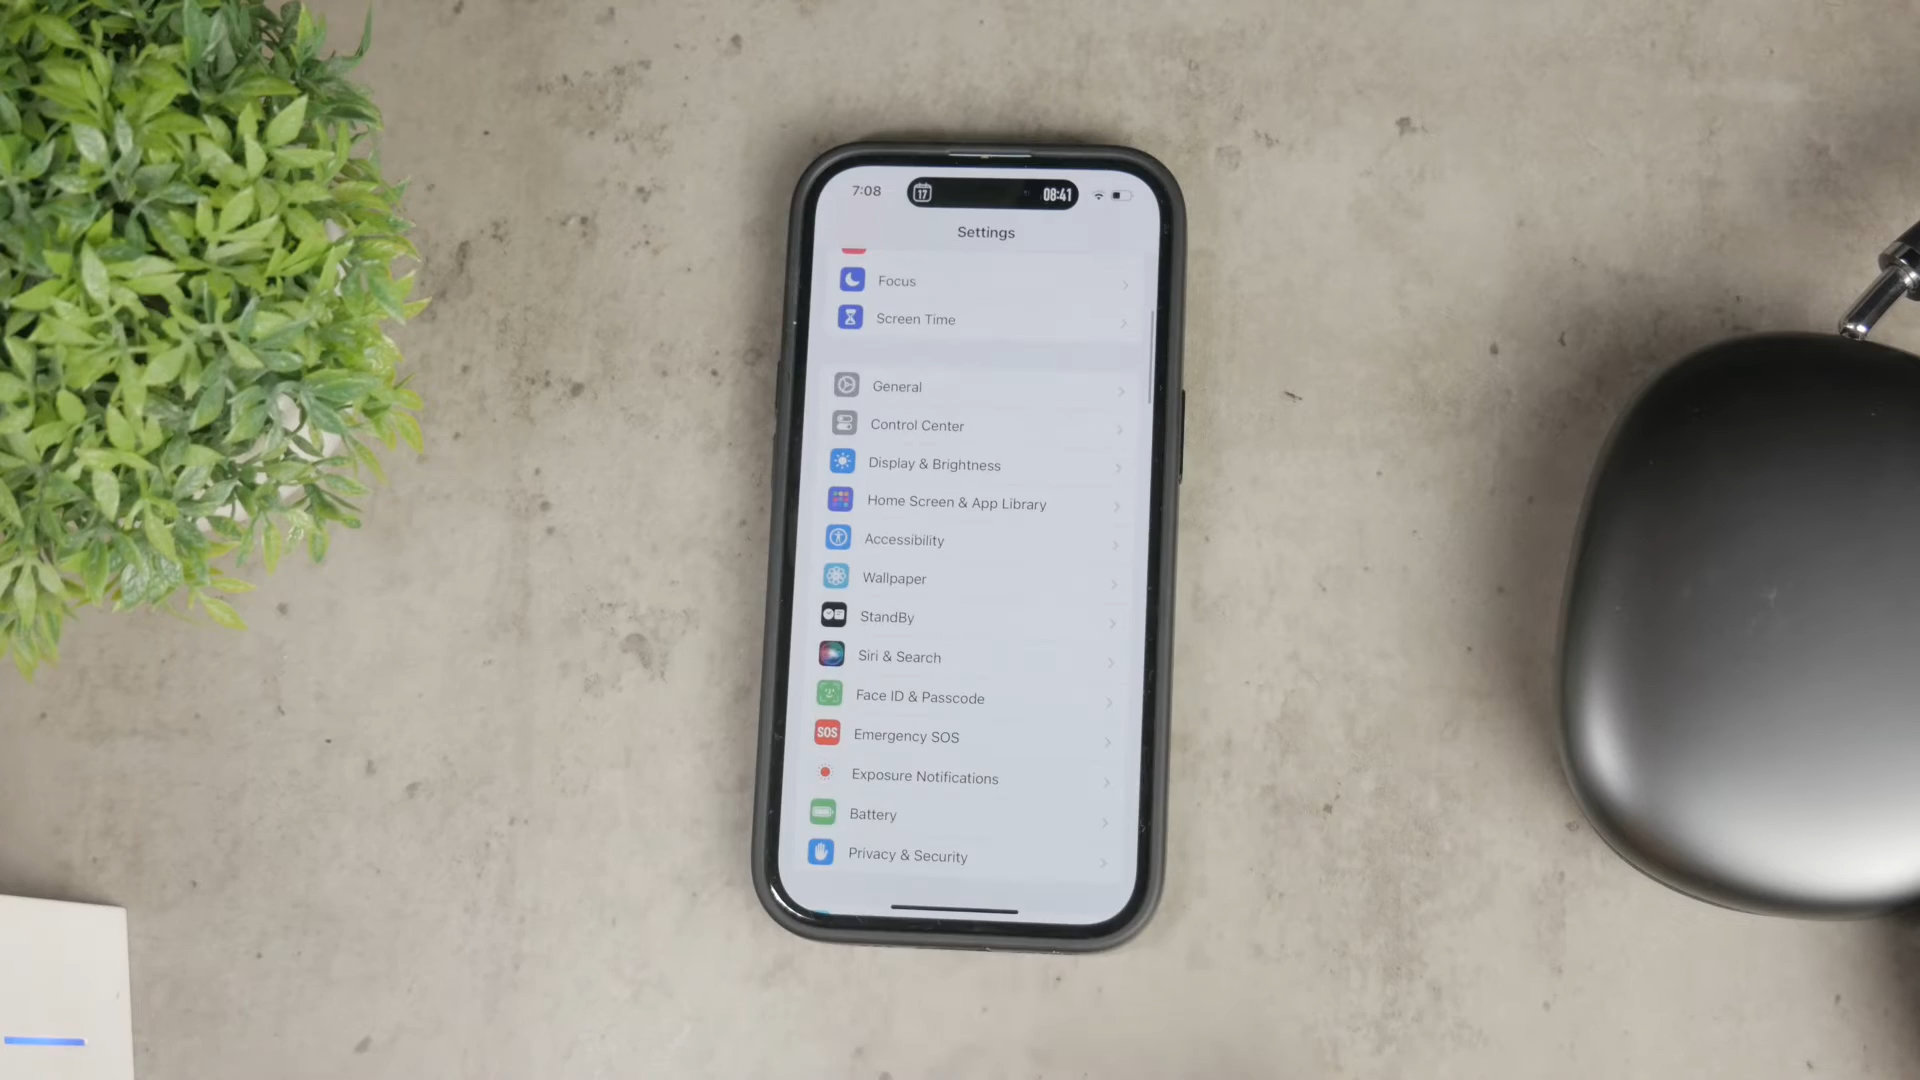 7:08
17
08:41
Settings
Focus
Screen Time
General
Control Center
Display & Brightness
Home Screen & App Library
Accessibility
Wallpaper
StandBy
Siri & Search
Face ID & Passcode
SOS
Emergency SOS
Exposure Notifications
Battery
Privacy & Security